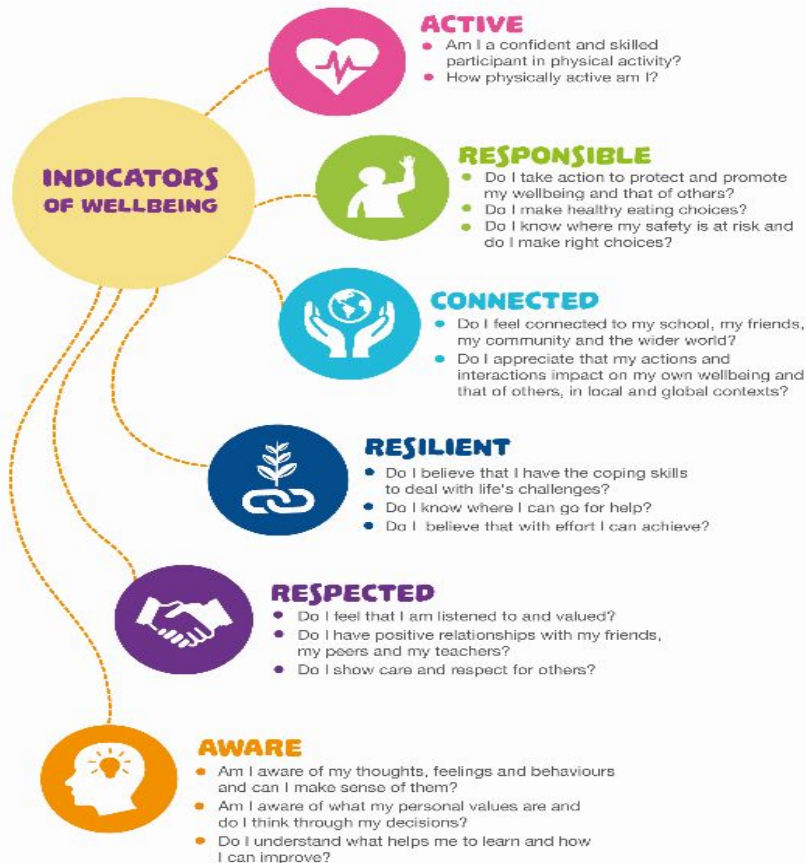 INDICATORS
OF WELLBEING
ACTIVE
• Am I a confident and skilled
participant in physical activity?
• How physically active am I?
RESPONSIBLE
• Do I take action to protect and promote
my wellbeing and that of others?
• Do I make healthy eating choices?
• Do I know where my safety is at risk and
do I make right choices?
CONNECTED
• Do I feel connected to my school, my friends,
my community and the wider world?
• Do I appreciate that my actions and
interactions impact on my own wellbeing and
that of others, in local and global contexts?
RESILIENT
• Do I believe that I have the coping skills
to deal with life's challenges?
• Do I know where I can go for help?
• Do I believe that with effort I can achieve?
RESPECTED
• Do I feel that I am listened to and valued?
• Do I have positive relationships with my friends,
my peers and my teachers?
• Do I show care and respect for others?
AWARE
• Am I aware of my thoughts, feelings and behaviours
and can I make sense of them?
• Am I aware of what my personal values are and
do I think through my decisions?
• Do I understand what helps me to learn and how
I can improve?